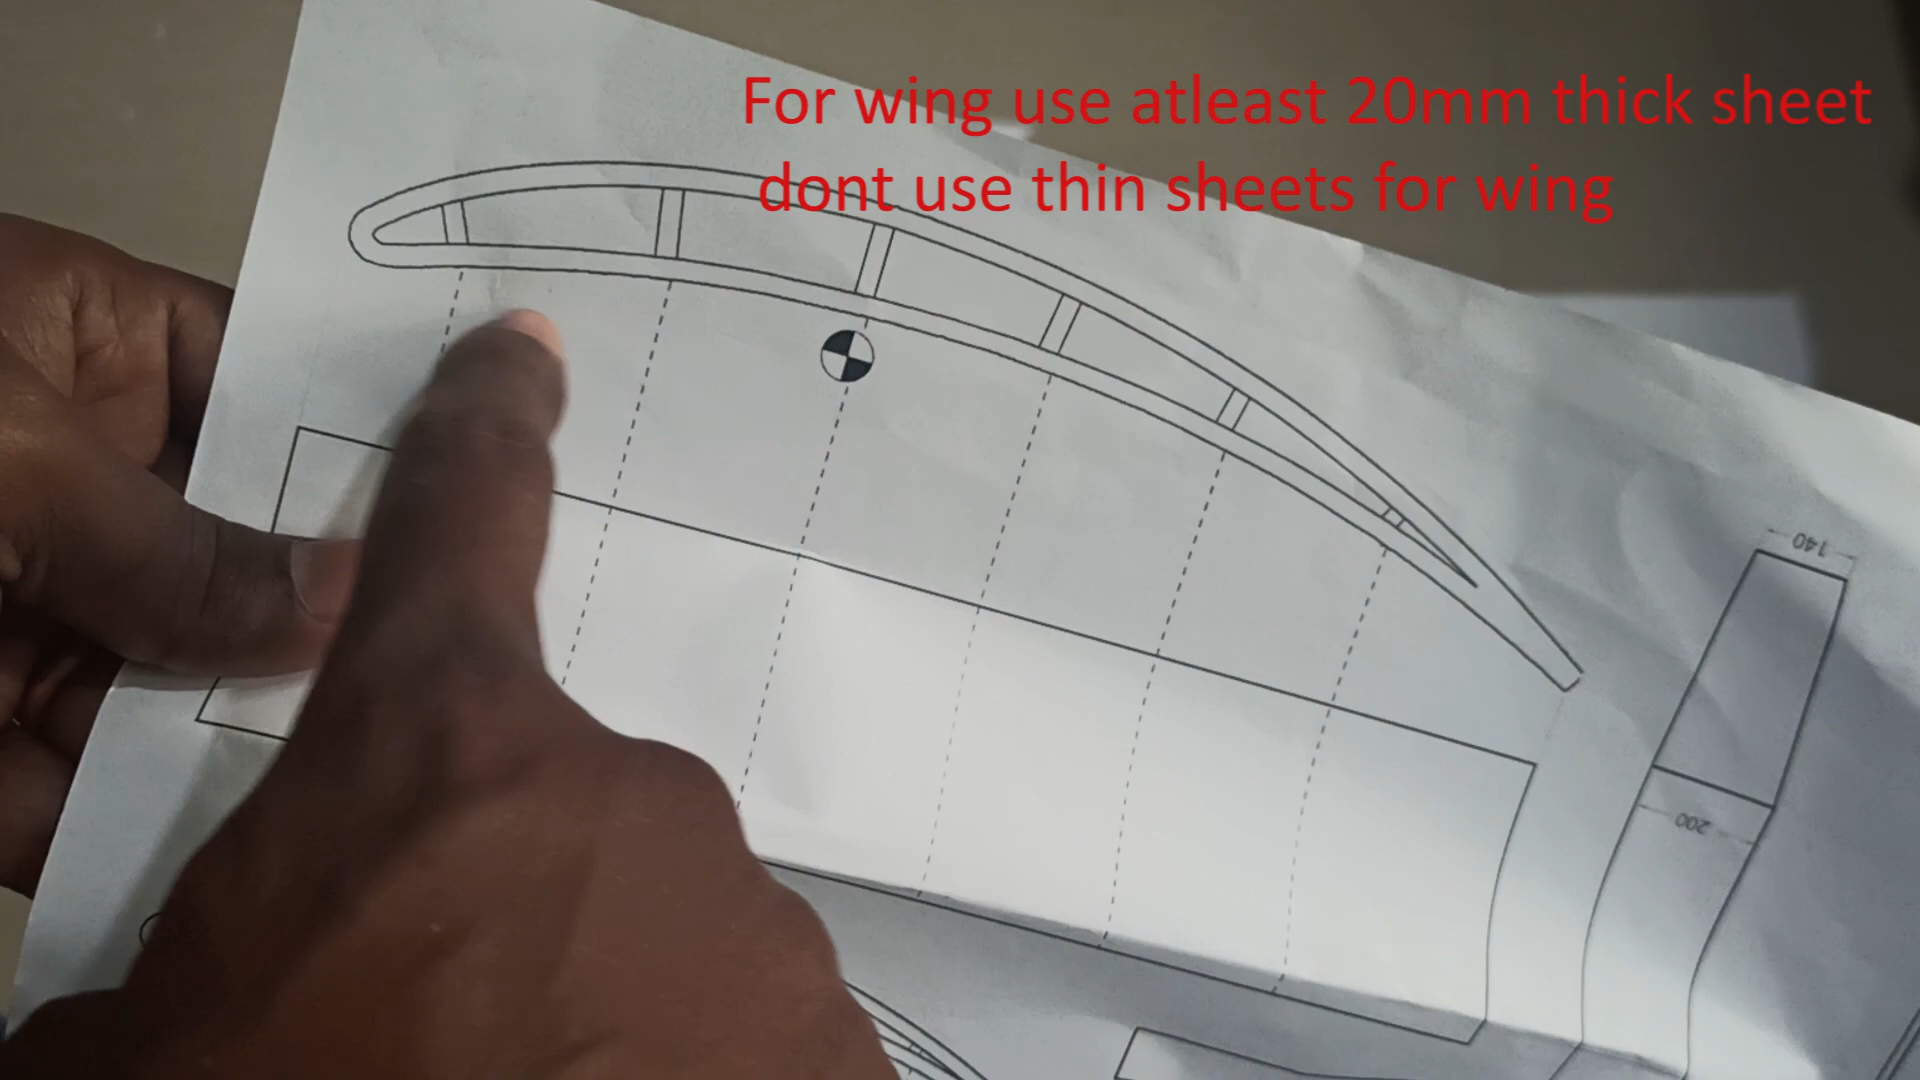 For wing use atleast 20mm thick sheet
dont use thin sheets for wing
140
200